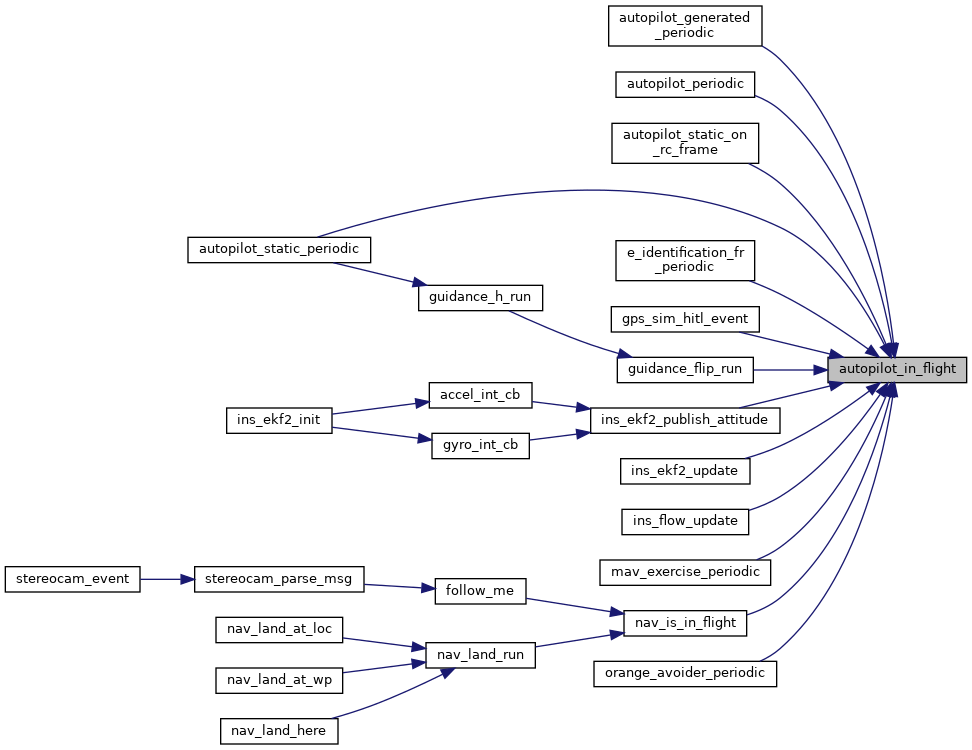 autopilot_generated
_periodic
autopilot_periodic
autopilot_static_on
_rc_frame
autopilot_static_periodic
e_identification_fr
_periodic
guidance_h_run
gps_sim_hitl_event
guidance_flip_run
autopilot_in_flight
accel_int_cb
ins_ekf2_init
ins_ekf2_publish_attitude
gyro_int_cb
ins_ekf2_update
ins_flow_update
mav_exercise_periodic
stereocam_event
stereocam_parse_msg
follow_me
nav_is_in_flight
nav_land_at_loc
nav_land_run
orange_avoider_periodic
nav_land_at_wp
nav_land_here